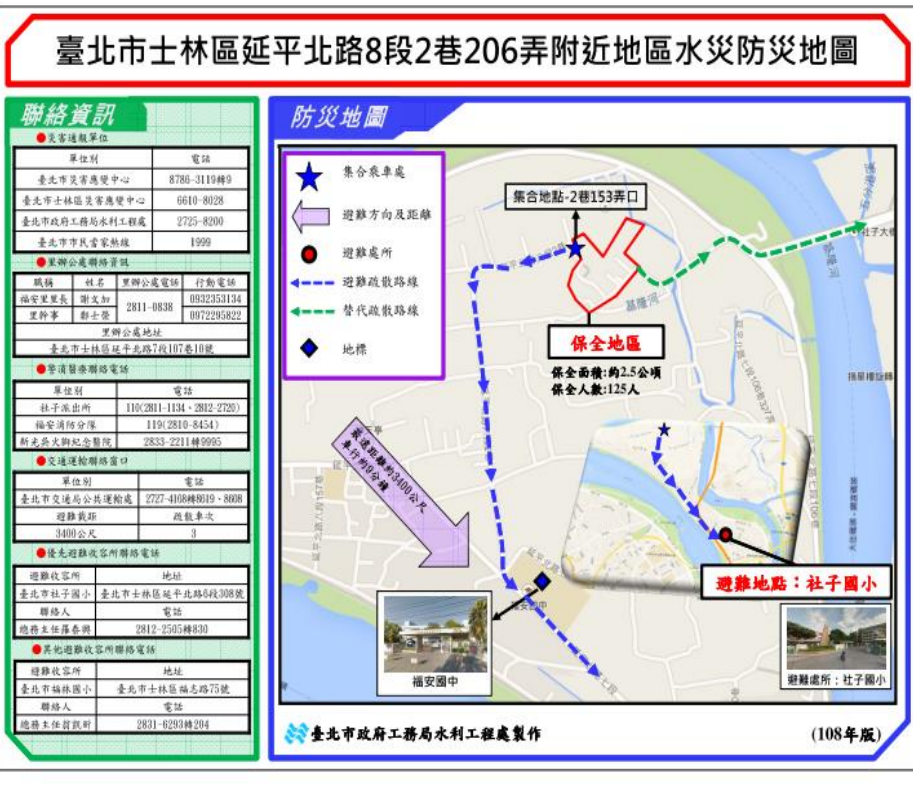 臺北市士林區延平北路8段2巷206弄附近地區水災防災地圖
聯絡資訊
●災害通報單位
單位別 電話
臺北市災害應變中心 8786-3119轉9
臺北市士林區災害應變中心 6610-8028
臺北市政府工務局水利工程處 2725-8200
臺北市市民當家熱線 1999
●里辦公處聯絡資訊
職稱 姓名 里辦公處電話 行動電話
福安里里長 謝文加 2811-0838 0932353134
里幹事 鄭士榮 0972295822
里辦公處地址
臺北市士林區延平北路7段107巷10號
●警消醫療聯絡電話
單位別 電話
社子派出所 110(2811-1134、2812-2720)
福安消防分隊 119(2810-8454)
新光吳火獅紀念醫院 2833-2211轉9995
●交通運輸聯絡窗口
單位別 電話
臺北市交通局公共運輸處 2727-4168轉8619、8608
避難載距 疏散車次
3400公尺 3
●優先避難收容所聯絡電話
避難收容所 地址
臺北市社子國小 臺北市士林區延平北路6段308號
聯絡人 電話
總務主任羅春興 2812-2505轉830
●其他避難收容所聯絡電話
避難收容所 地址
臺北市福林國小 臺北市士林區福志路75號
聯絡人 電話
總務主任翁凱昕 2831-6293轉204
防災地圖
集合乘車處
避難方向及距離
避難處所
避難疏散路線
替代疏散路線
地標
集合地點-2巷153弄口
社子大橋
基隆河
基隆河
保全地區
保全面積:約2.5公頃
保全人數:125人
最遠距離約3400公尺
車行約9分鐘
福安國中
福安國中
避難地點：社子國小
避難處所：社子國小
臺北市政府工務局水利工程處製作
(108年版)